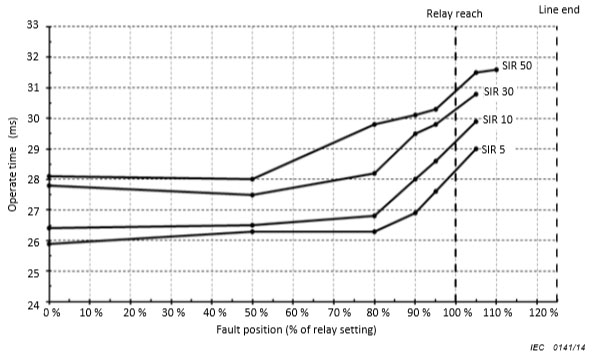 Relay reach
Line end
33
32
31
30
29
28
27
26
25
24
Operate time (ms)
SIR 50
SIR 30
SIR 10
SIR 5
0 % 10 % 20 % 30 % 40 % 50 % 60 % 70 % 80 % 90 % 100 % 110 % 120 %
Fault position (% of relay setting)
IEC 0141/14